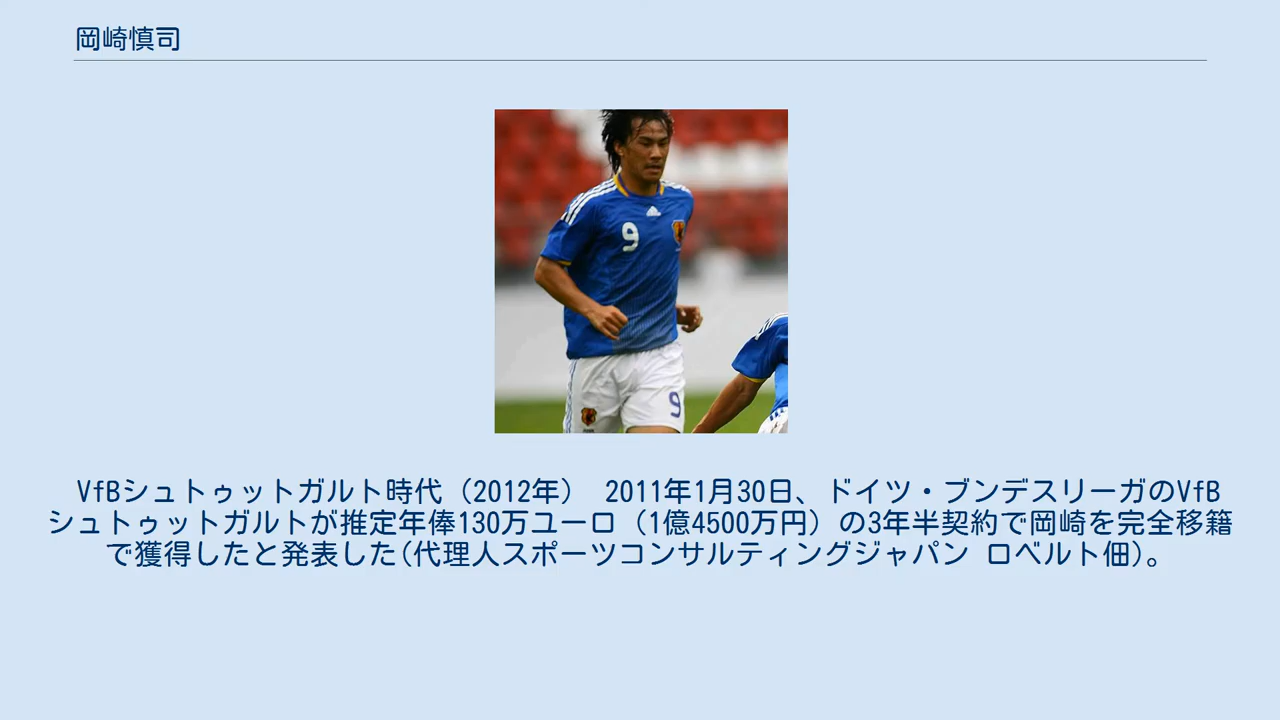 岡崎慎司
9
9
VfBシュトゥットガルト時代（2012年） 2011年1月30日、ドイツ・ブンデスリーガのVfB
シュトゥットガルトが推定年俸130万ユーロ（1億4500万円）の3年半契約で岡崎を完全移籍
で獲得したと発表した(代理人スポーツコンサルティングジャパン ロベルト佃)。